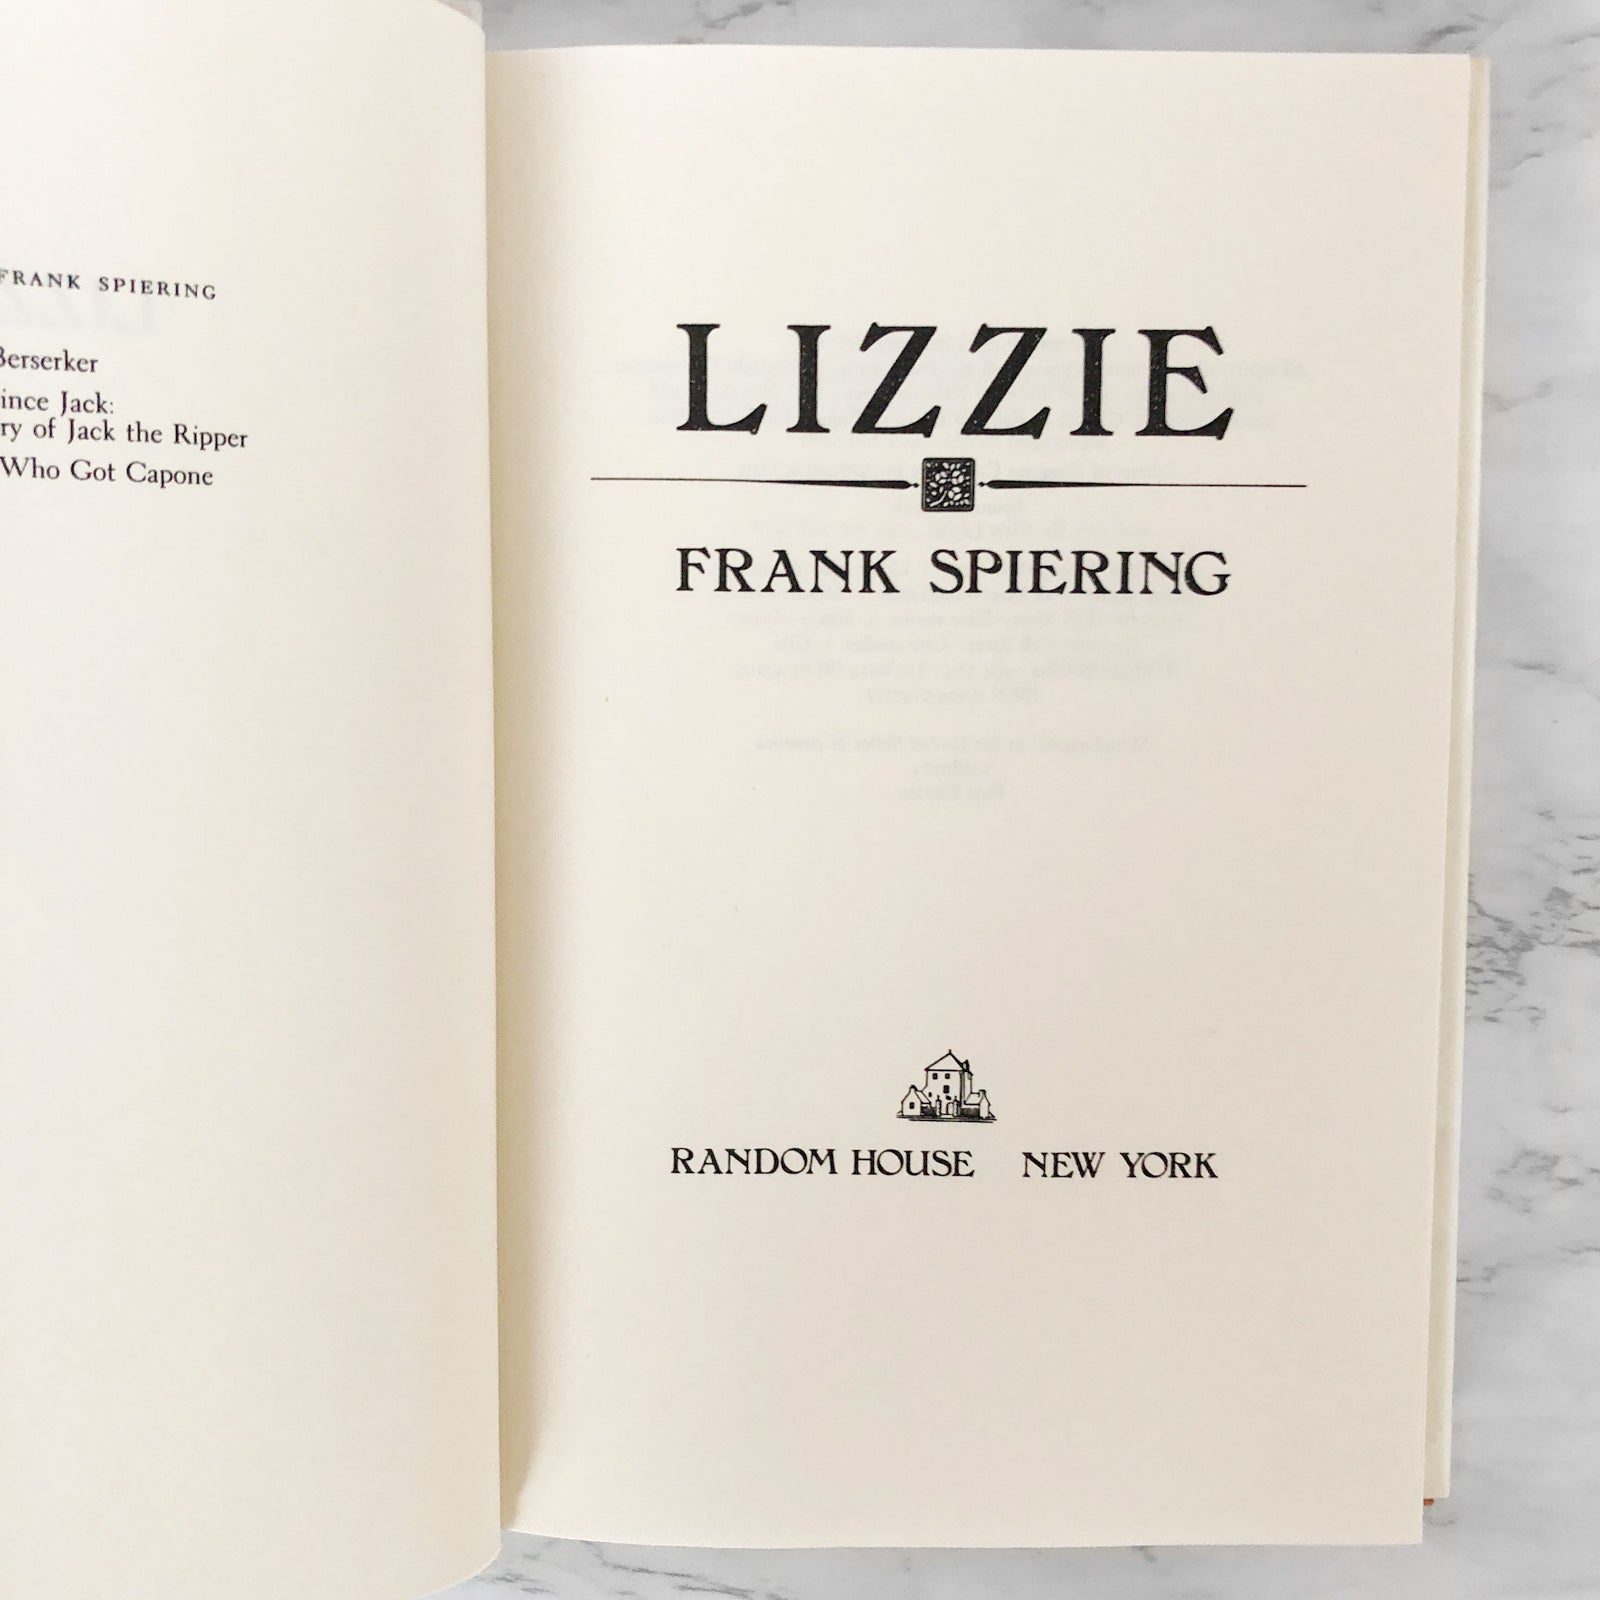 FRANK SPIERING
Berserker
ince Jack:
ry of Jack the Ripper
Who Got Capone
LIZZIE
FRANK SPIERING
RANDOM HOUSE NEW YORK